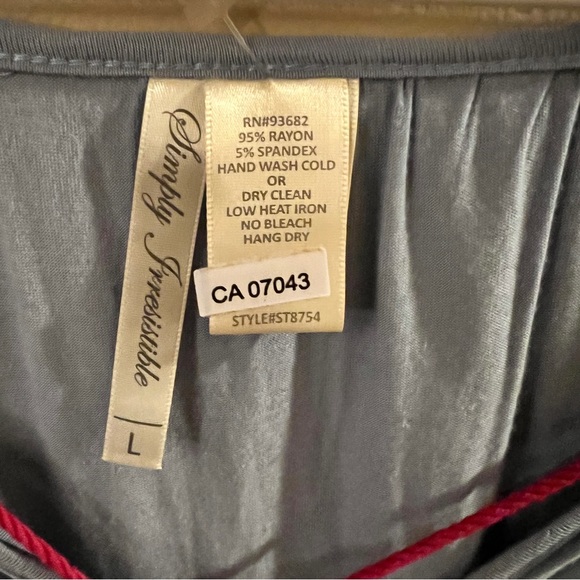 Simply Irresistible
L
RN#93682
95% RAYON
5% SPANDEX
HAND WASH COLD
OR
DRY CLEAN
LOW HEAT IRON
NO BLEACH
HANG DRY
CA 07043
STYLE#ST8754